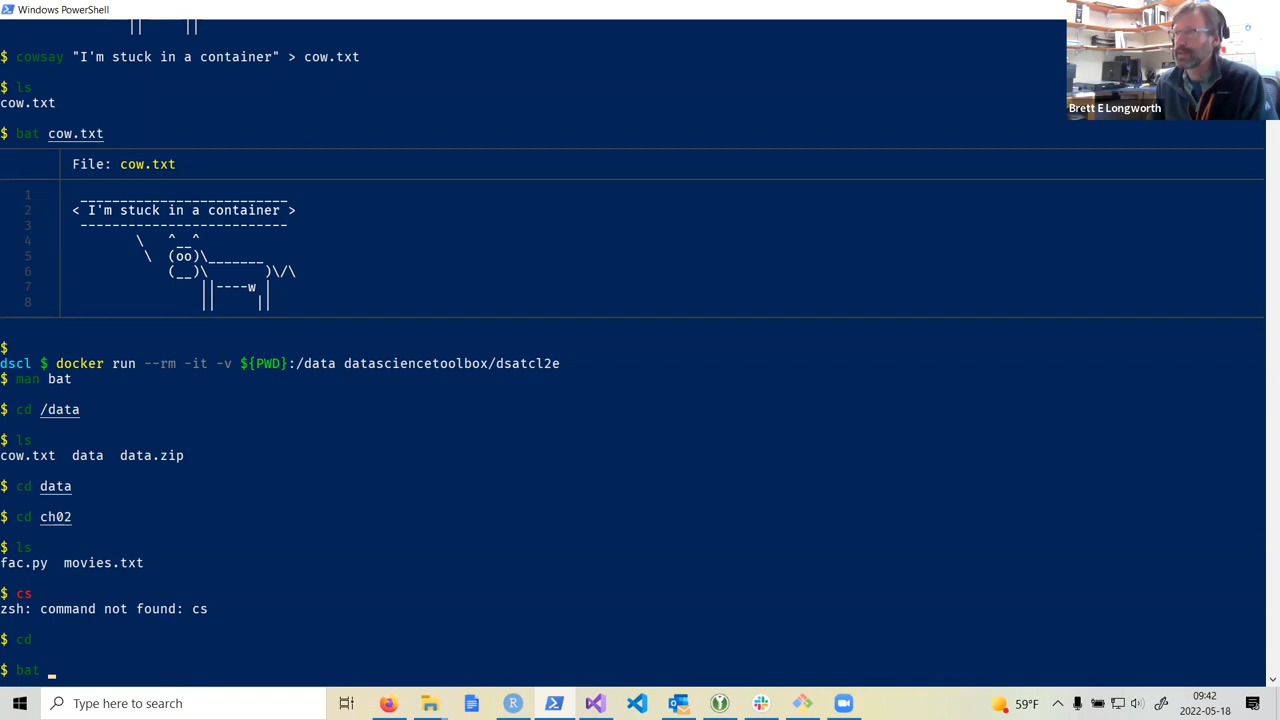 Windows PowerShell
$ cowsay "I'm stuck in a container" > cow.txt
$ ls
cow.txt
$ bat cow.txt
File: cow.txt
1 __________________________
2 < I'm stuck in a container >
3 --------------------------
4 \   ^__^
5 \  (oo)\_______
6 (__)\       )\/\
7 ||----w |
8 ||     ||
$
dscl $ docker run --rm -it -v ${PWD}:/data datasciencetoolbox/dsatcl2e
$ man bat
$ cd /data
$ ls
cow.txt  data  data.zip
$ cd data
$ cd ch02
$ ls
fac.py  movies.txt
$ cs
zsh: command not found: cs
$ cd
$ bat _
Brett E Longworth
Type here to search
59°F
09:42
2022-05-18